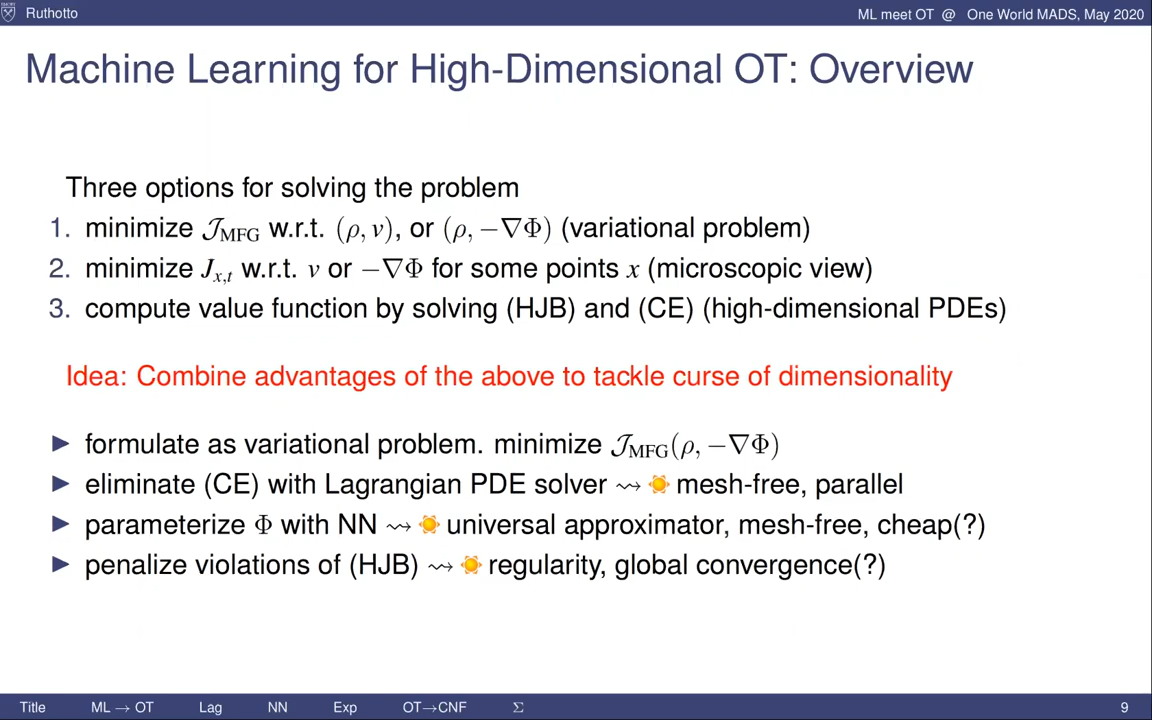 Ruthotto
ML meet OT @ One World MADS, May 2020
Machine Learning for High-Dimensional OT: Overview
Three options for solving the problem
1. minimize 𝒥MFG w.r.t. (ρ, v), or (ρ, −∇Φ) (variational problem)
2. minimize Jx,t w.r.t. v or −∇Φ for some points x (microscopic view)
3. compute value function by solving (HJB) and (CE) (high-dimensional PDEs)
Idea: Combine advantages of the above to tackle curse of dimensionality
▶ formulate as variational problem. minimize 𝒥MFG(ρ, −∇Φ)
▶ eliminate (CE) with Lagrangian PDE solver ⇝ ☀ mesh-free, parallel
▶ parameterize Φ with NN ⇝ ☀ universal approximator, mesh-free, cheap(?)
▶ penalize violations of (HJB) ⇝ ☀ regularity, global convergence(?)
Title ML → OT Lag NN Exp OT→CNF Σ 9